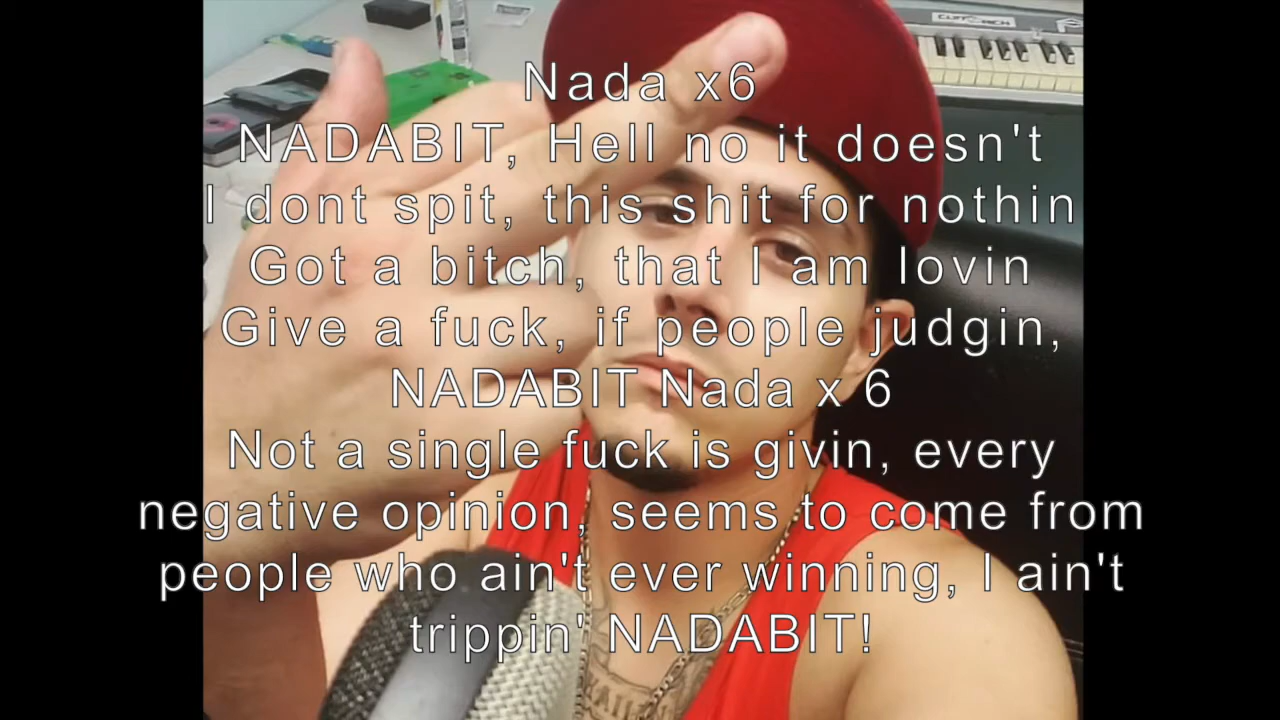 Nada x6
NADABIT, Hell no it doesn't
I dont spit, this shit for nothin
Got a bitch, that I am lovin
Give a fuck, if people judgin,
NADABIT Nada x 6
Not a single fuck is givin, every
negative opinion, seems to come from
people who ain't ever winning, I ain't
trippin' NADABIT!